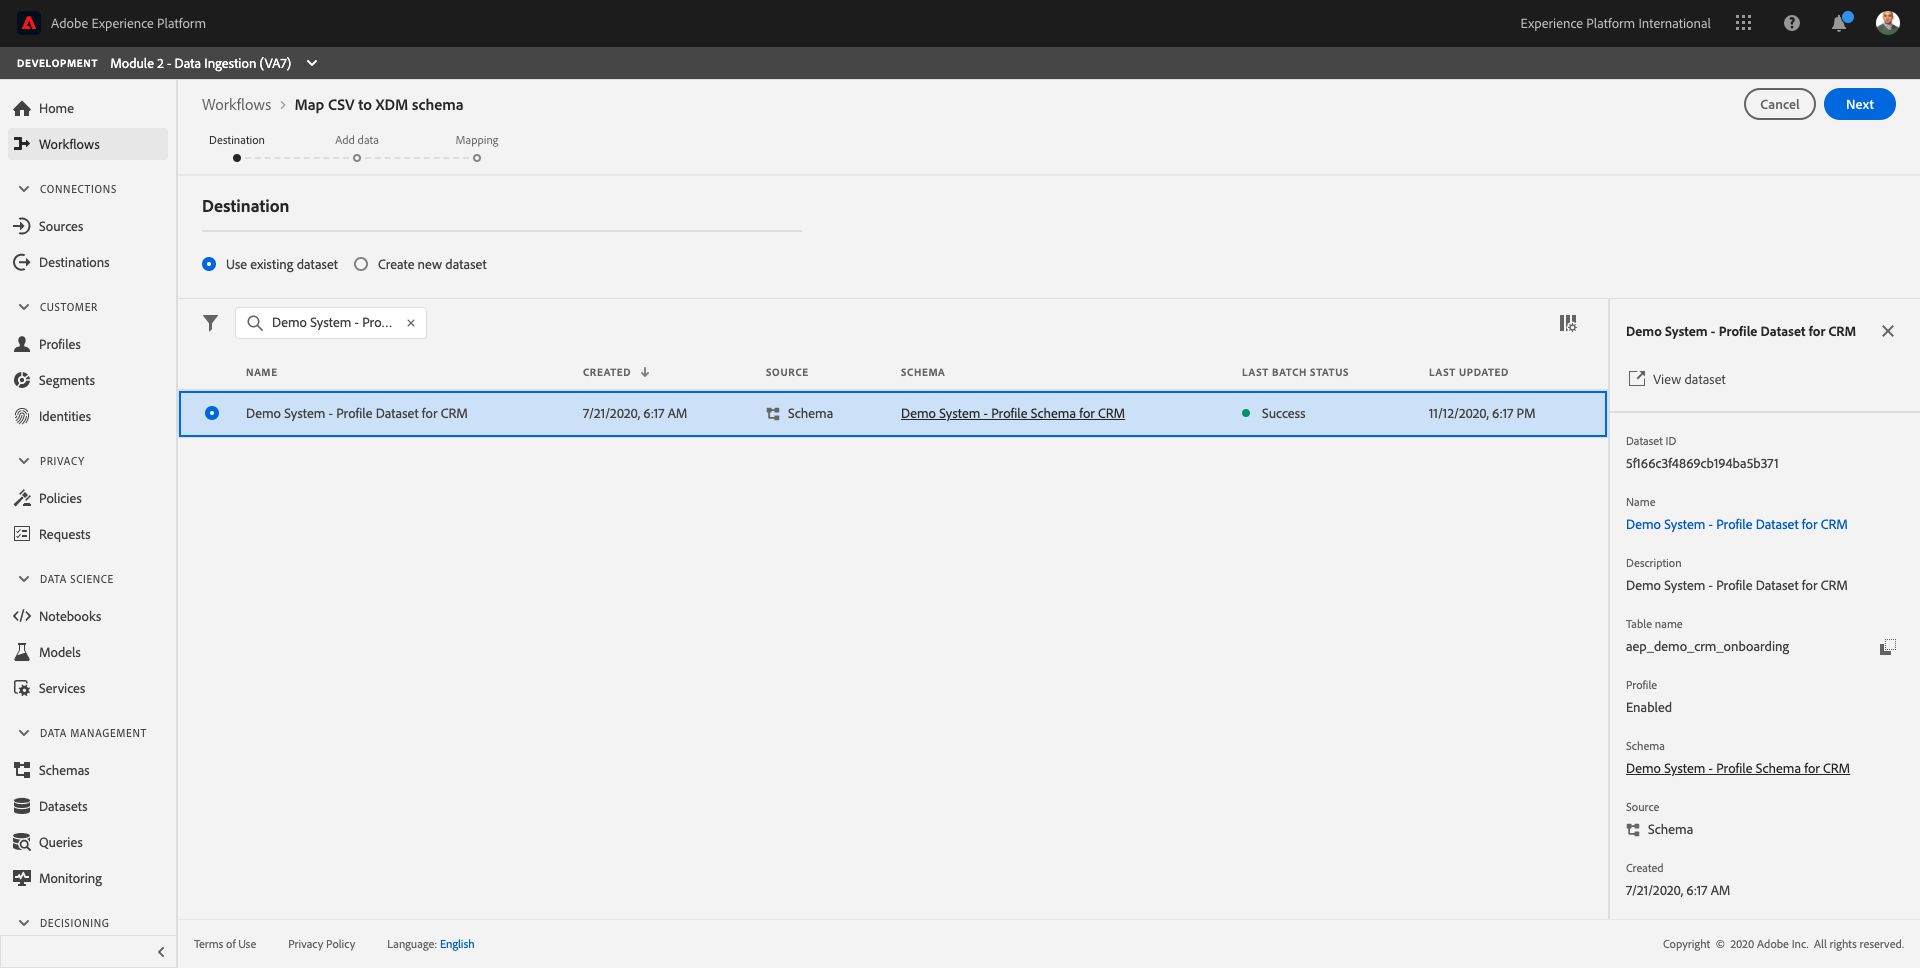 Adobe Experience Platform
Experience Platform International
DEVELOPMENT Module 2 - Data Ingestion (VA7)
Home
Workflows
CONNECTIONS
Sources
Destinations
CUSTOMER
Profiles
Segments
Identities
PRIVACY
Policies
Requests
DATA SCIENCE
Notebooks
Models
Services
DATA MANAGEMENT
Schemas
Datasets
Queries
Monitoring
DECISIONING
Workflows > Map CSV to XDM schema
Cancel
Next
Destination Add data Mapping
Destination
Use existing dataset Create new dataset
Demo System - Pro...
NAME CREATED SOURCE SCHEMA LAST BATCH STATUS LAST UPDATED
Demo System - Profile Dataset for CRM 7/21/2020, 6:17 AM Schema Demo System - Profile Schema for CRM Success 11/12/2020, 6:17 PM
Demo System - Profile Dataset for CRM
View dataset
Dataset ID
5f166c3f4869cb194ba5b371
Name
Demo System - Profile Dataset for CRM
Description
Demo System - Profile Dataset for CRM
Table name
aep_demo_crm_onboarding
Profile
Enabled
Schema
Demo System - Profile Schema for CRM
Source
Schema
Created
7/21/2020, 6:17 AM
Terms of Use Privacy Policy Language: English
Copyright © 2020 Adobe Inc. All rights reserved.